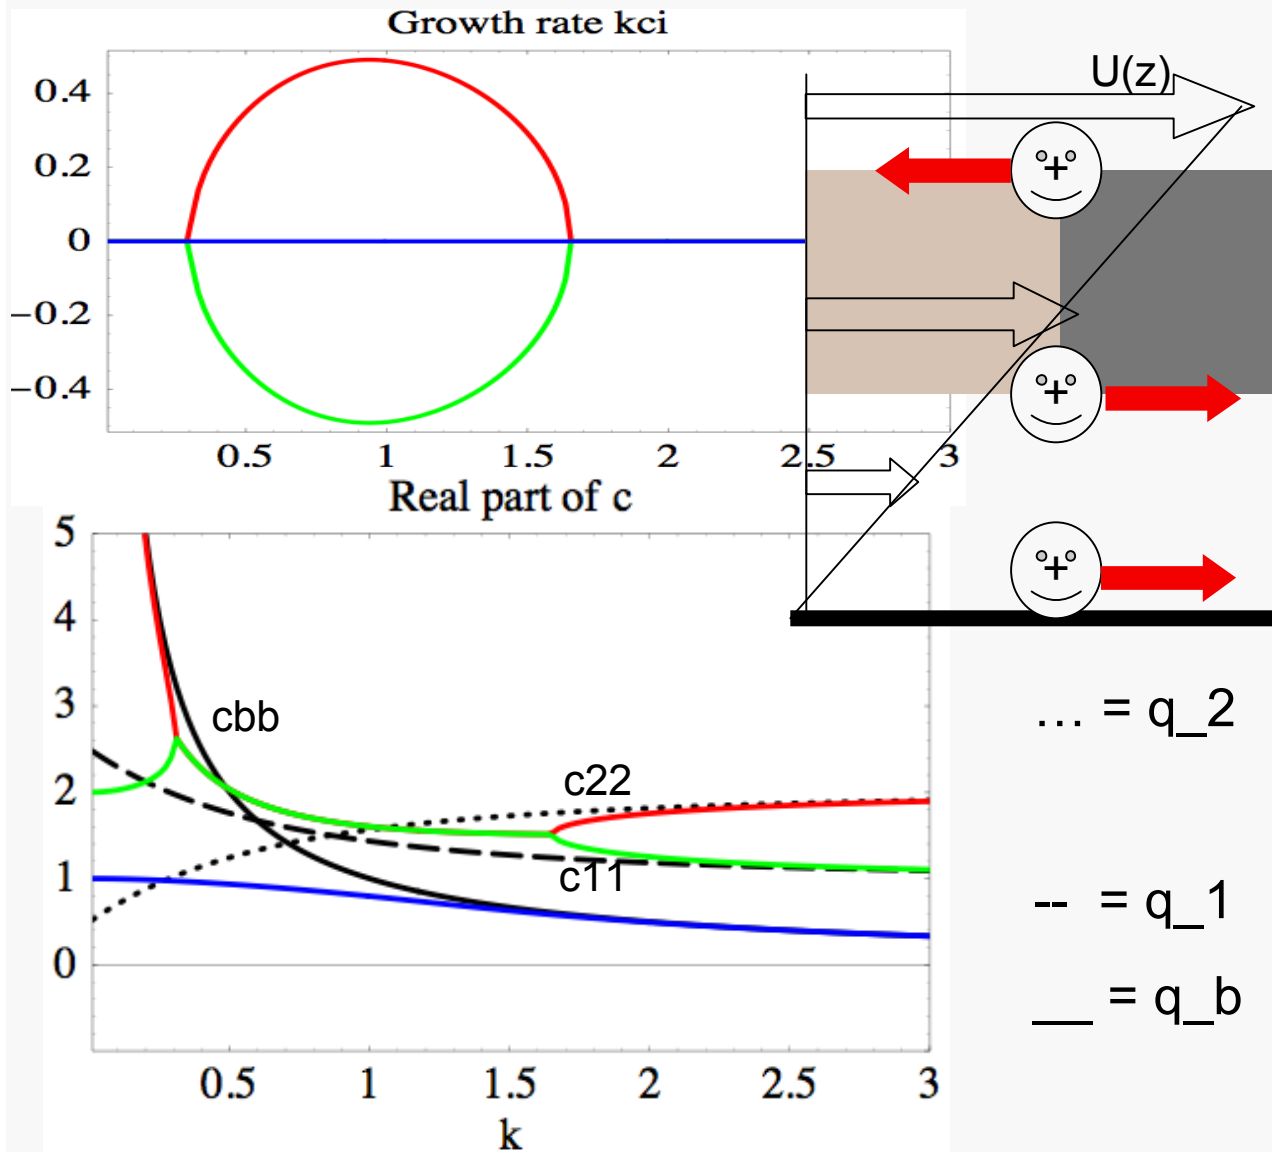 Growth rate kci
U(z)
0.4
0.2
0
−0.2
−0.4
0.5 1 1.5 2 2.5 3
+
+
+
Real part of c
5
4
3
2
1
0
cbb
c22
c11
0.5 1 1.5 2 2.5 3
k
... = q_2
-- = q_1
__ = q_b